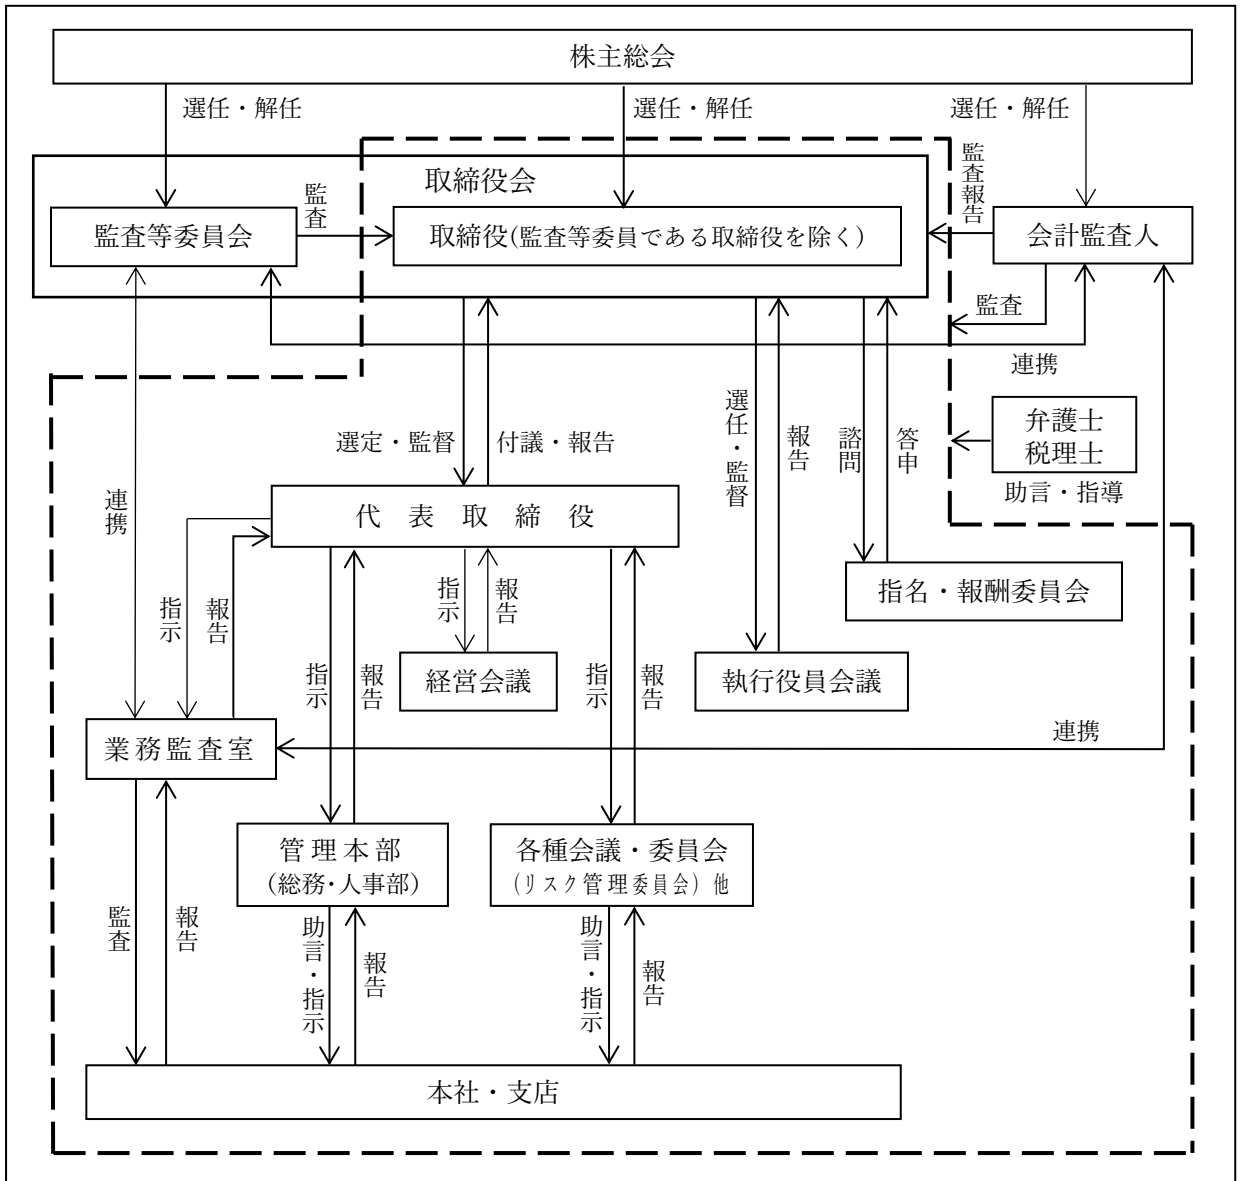 株主総会
選任・解任
選任・解任
選任・解任
取締役会
監査報告
監査等委員会
監査
取締役(監査等委員である取締役を除く)
会計監査人
監査
連携
弁護士
税理士
助言・指導
選定・監督
付議・報告
選任・監督
報告
諮問
答申
連携
代表取締役
指示
報告
指示
報告
指名・報酬委員会
経営会議
執行役員会議
指示
報告
指示
報告
業務監査室
連携
管理本部
(総務・人事部)
各種会議・委員会
(リスク管理委員会)他
監査
報告
助言・指示
報告
助言・指示
報告
本社・支店